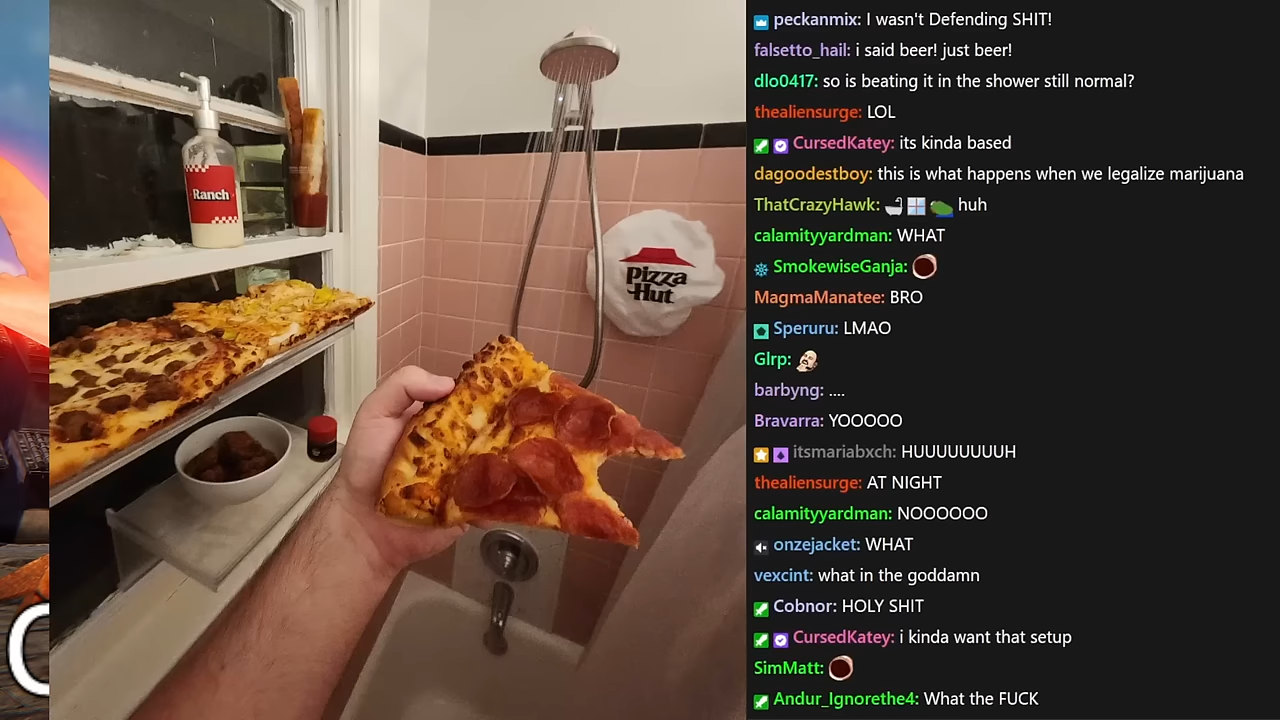 Ranch
Pizza
Hut
peckanmix: I wasn't Defending SHIT!
falsetto_hail: i said beer! just beer!
dlo0417: so is beating it in the shower still normal?
thealiensurge: LOL
CursedKatey: its kinda based
dagoodestboy: this is what happens when we legalize marijuana
ThatCrazyHawk: huh
calamityyardman: WHAT
SmokewiseGanja:
MagmaManatee: BRO
Speruru: LMAO
Glrp:
barbyng: ....
Bravarra: YOOOOO
itsmariabxch: HUUUUUUUUH
thealiensurge: AT NIGHT
calamityyardman: NOOOOOO
onzejacket: WHAT
vexcint: what in the goddamn
Cobnor: HOLY SHIT
CursedKatey: i kinda want that setup
SimMatt:
Andur_Ignorethe4: What the FUCK